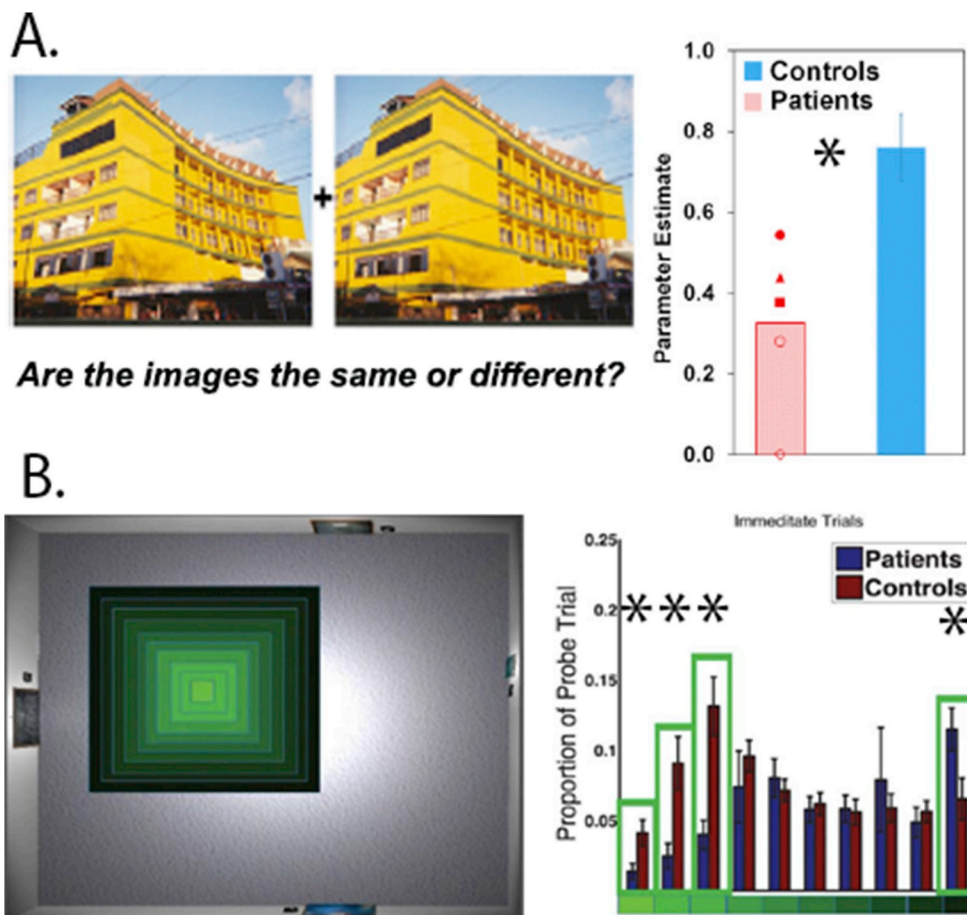 A.
Are the images the same or different?
1.0
0.8
0.6
0.4
0.2
0.0
Parameter Estimate
Controls
Patients
*
B.
Immeditate Trials
0.25
0.2
0.15
0.1
0.05
Proportion of Probe Trial
Patients
Controls
* * * *